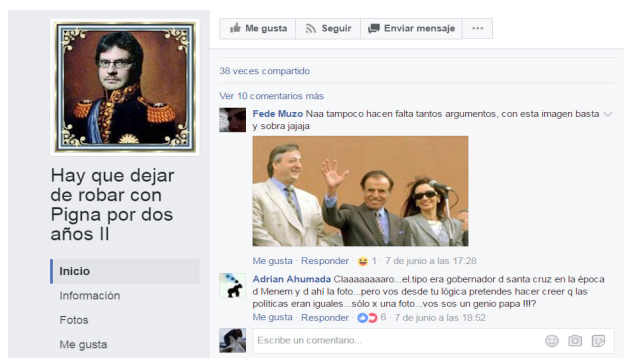 Me gusta Seguir Enviar mensaje ...
38 veces compartido
Ver 10 comentarios más
Fede Muzo Naa tampoco hacen falta tantos argumentos, con esta imagen basta
y sobra jajaja
Me gusta · Responder · 1 · 7 de junio a las 17:28
Adrian Ahumada Claaaaaaaaro...el.tipo era gobernador d santa cruz en la época
d Menem y d ahí la foto...pero vos desde tu lógica pretendes hacer creer q las
políticas eran iguales...sólo x una foto...vos sos un genio papa !!!?
Me gusta · Responder · 6 · 7 de junio a las 18:52
Escribe un comentario...
Hay que dejar
de robar con
Pigna por dos
años II
Inicio
Información
Fotos
Me gusta